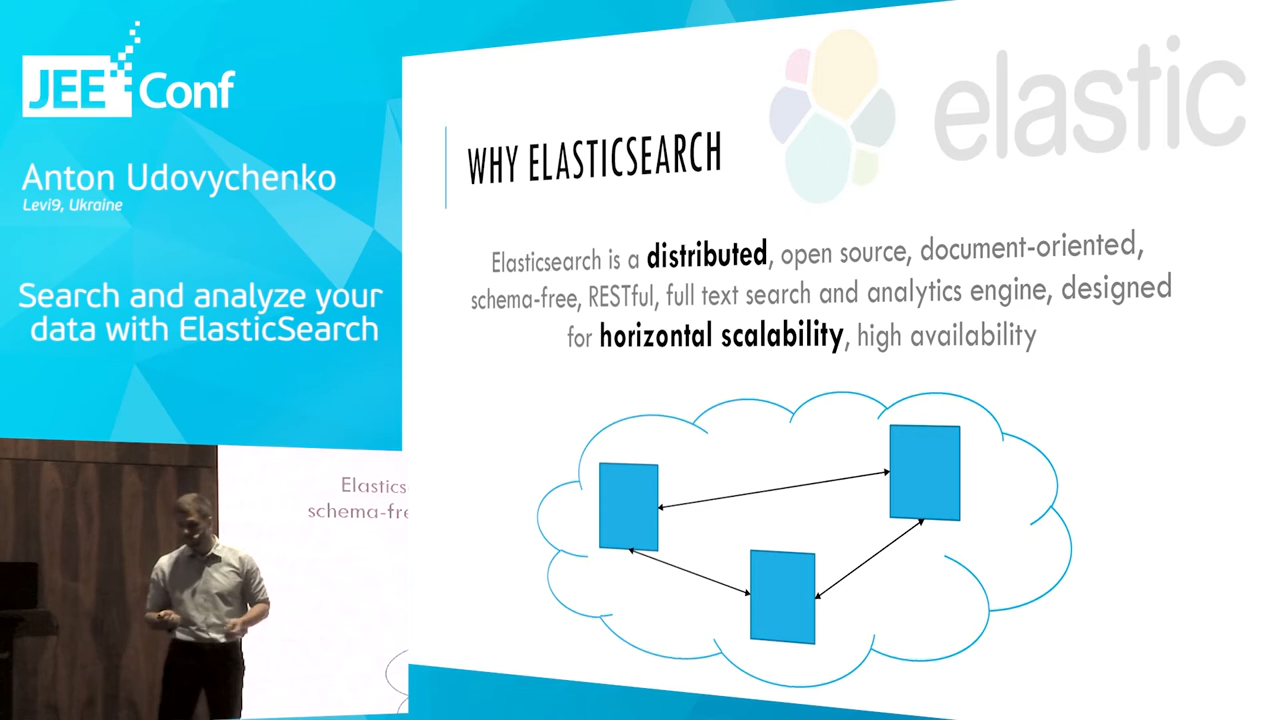 JEE Conf
Anton Udovychenko
Levi9, Ukraine
Search and analyze your
data with ElasticSearch
elastic
WHY ELASTICSEARCH
Elasticsearch is a distributed, open source, document-oriented,
schema-free, RESTful, full text search and analytics engine, designed
for horizontal scalability, high availability
Elastics
schema-fre